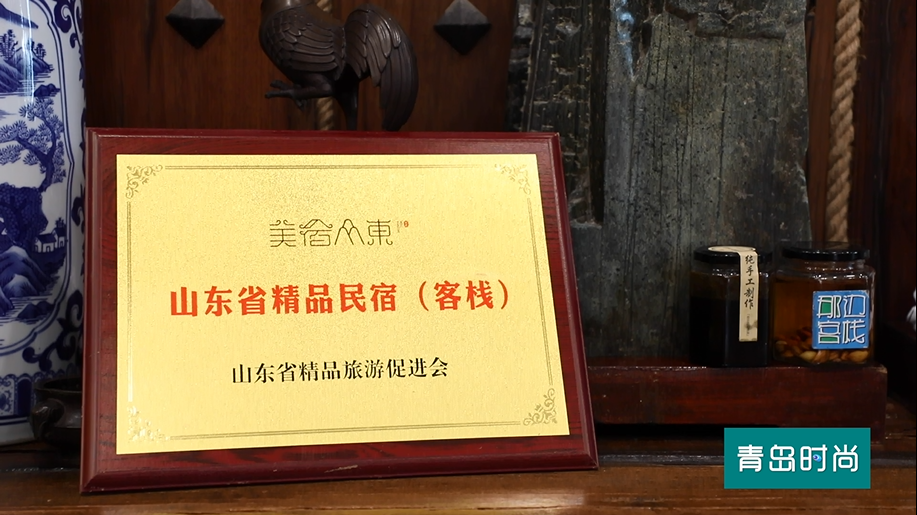 美宿山東
山东省精品民宿（客栈）
山东省精品旅游促进会
纯手工制作
那边
客栈
青岛时尚